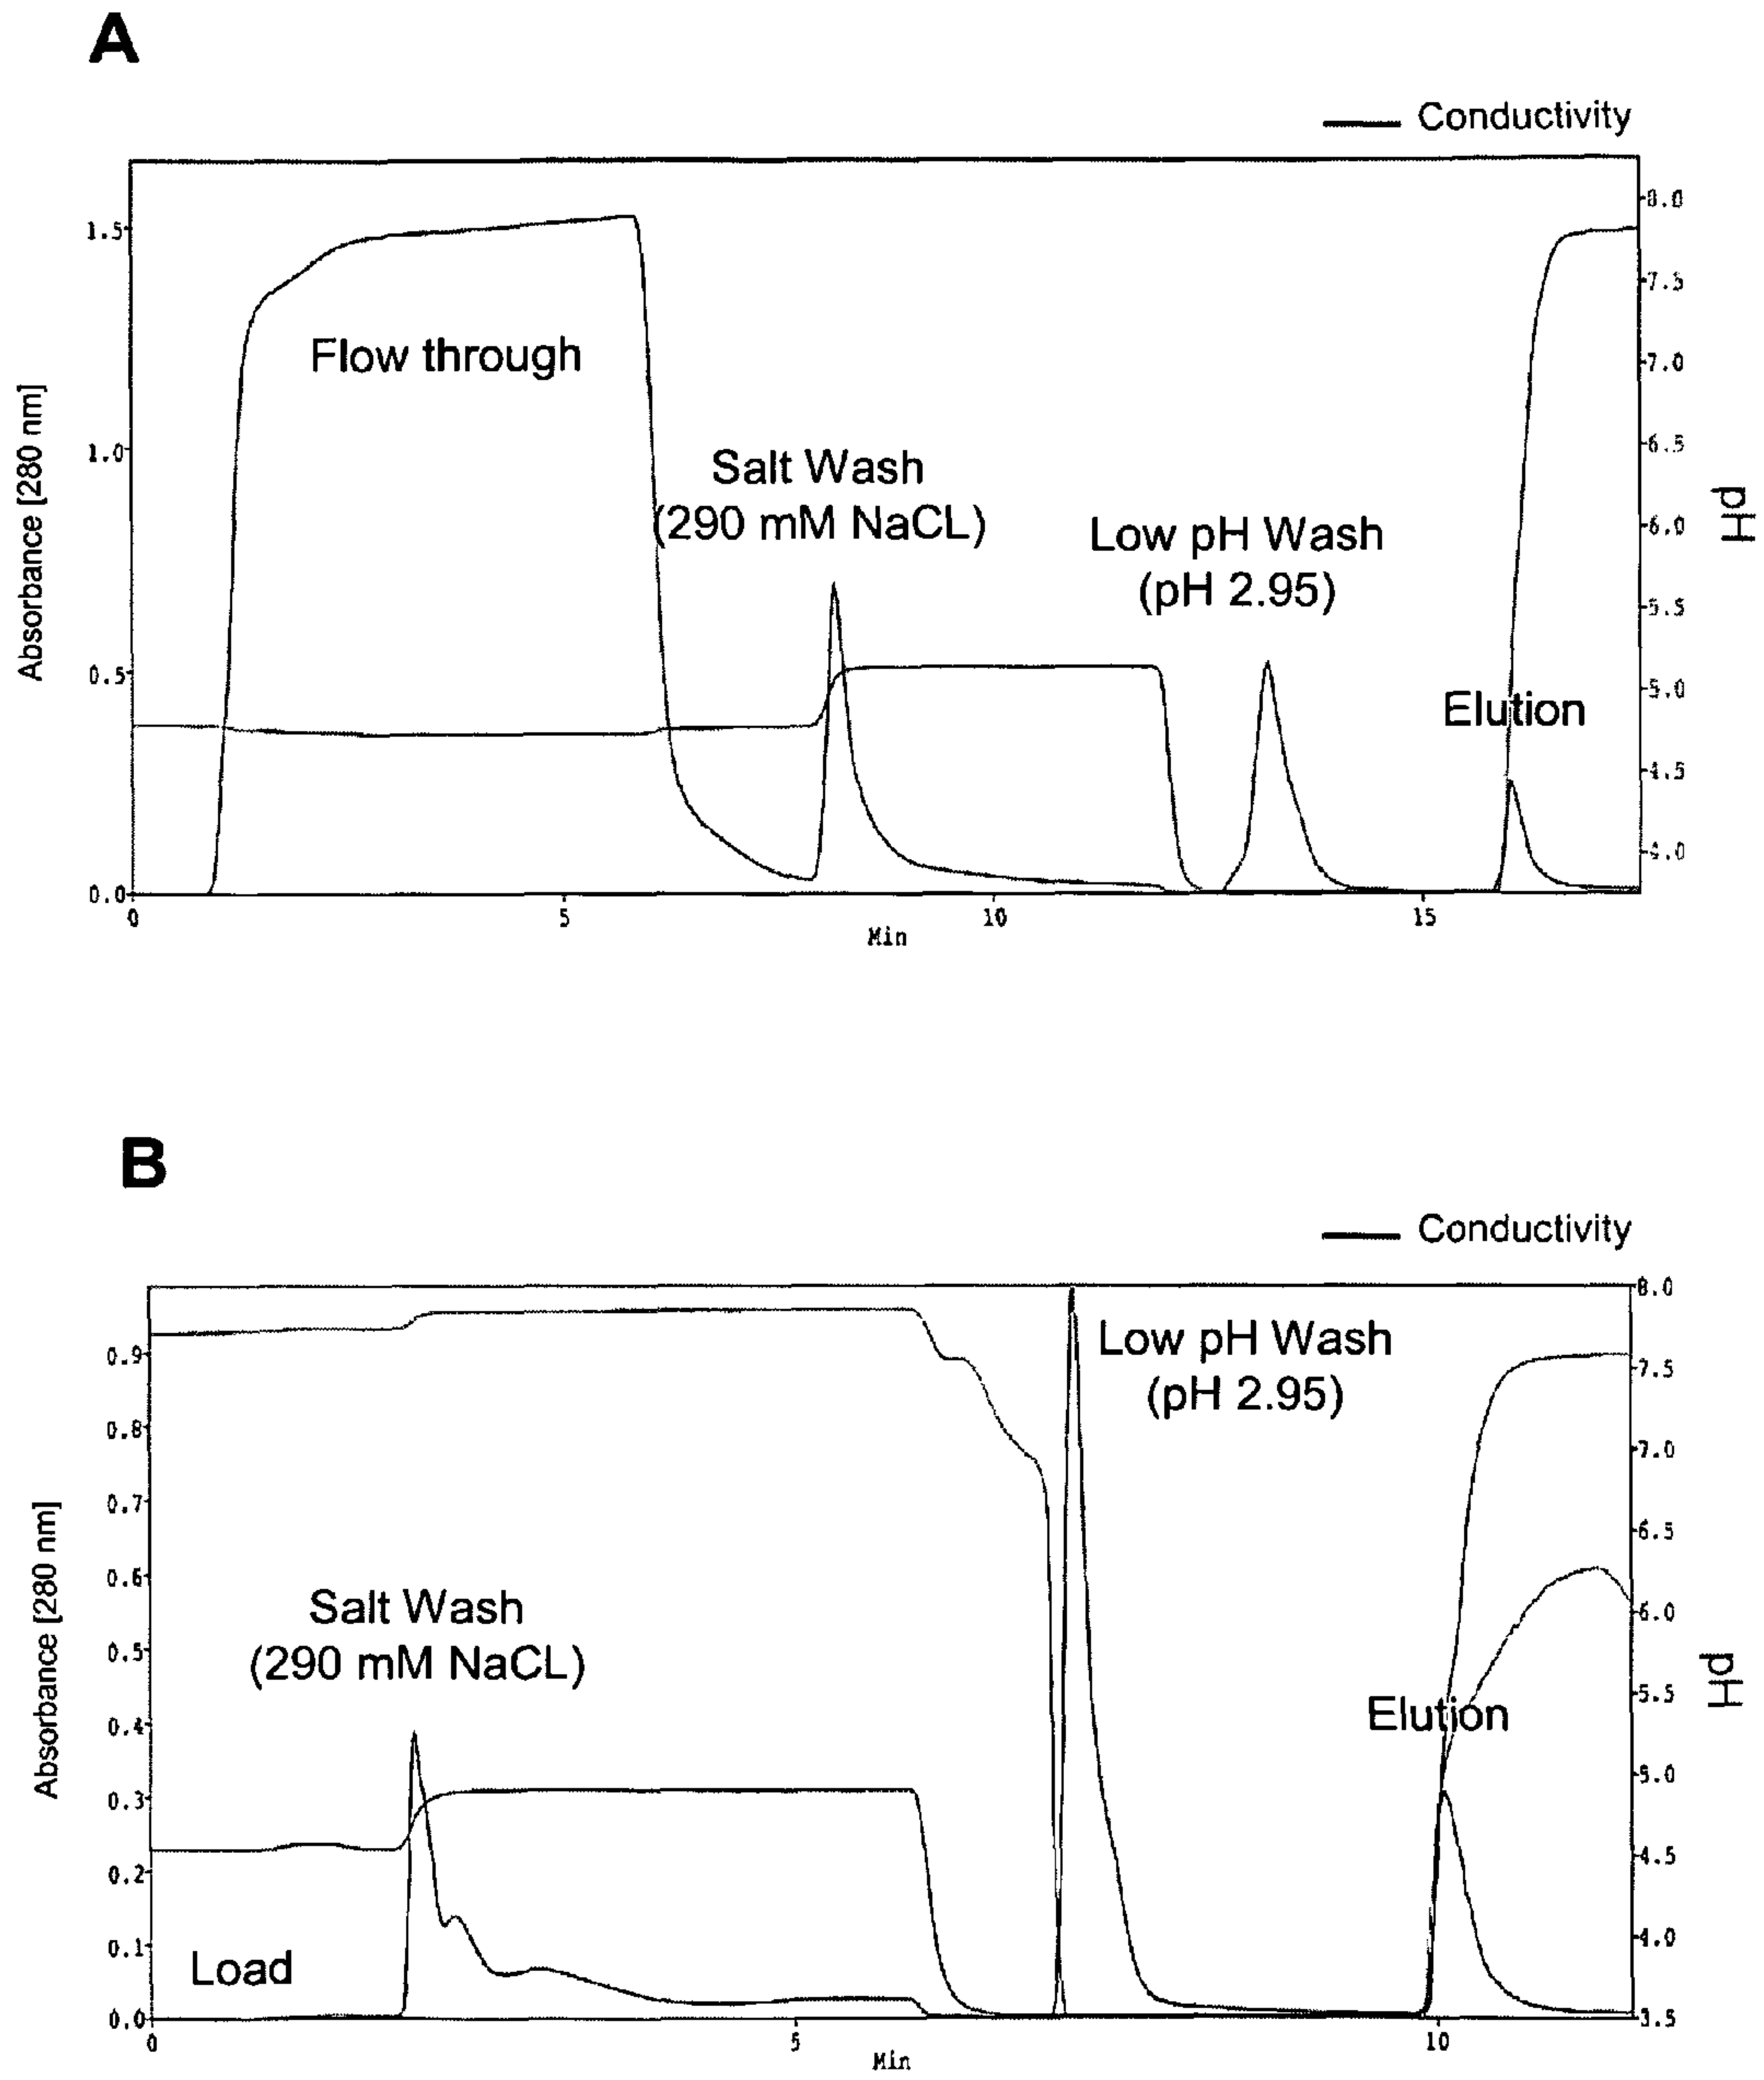 A
Conductivity
1.5
1.0
0.5
0.0
Absorbance [280 nm]
Flow through
Salt Wash
(290 mM NaCL)
Low pH Wash
(pH 2.95)
Elution
8.0
7.5
7.0
6.5
6.0
5.5
5.0
4.5
4.0
pH
0 5 10 15
Min
B
Conductivity
0.9
0.8
0.7
0.6
0.5
0.4
0.3
0.2
0.1
0.0
Absorbance [280 nm]
Low pH Wash
(pH 2.95)
Salt Wash
(290 mM NaCL)
Elution
Load
8.0
7.5
7.0
6.5
6.0
5.5
5.0
4.5
4.0
3.5
pH
0 5 10
Min